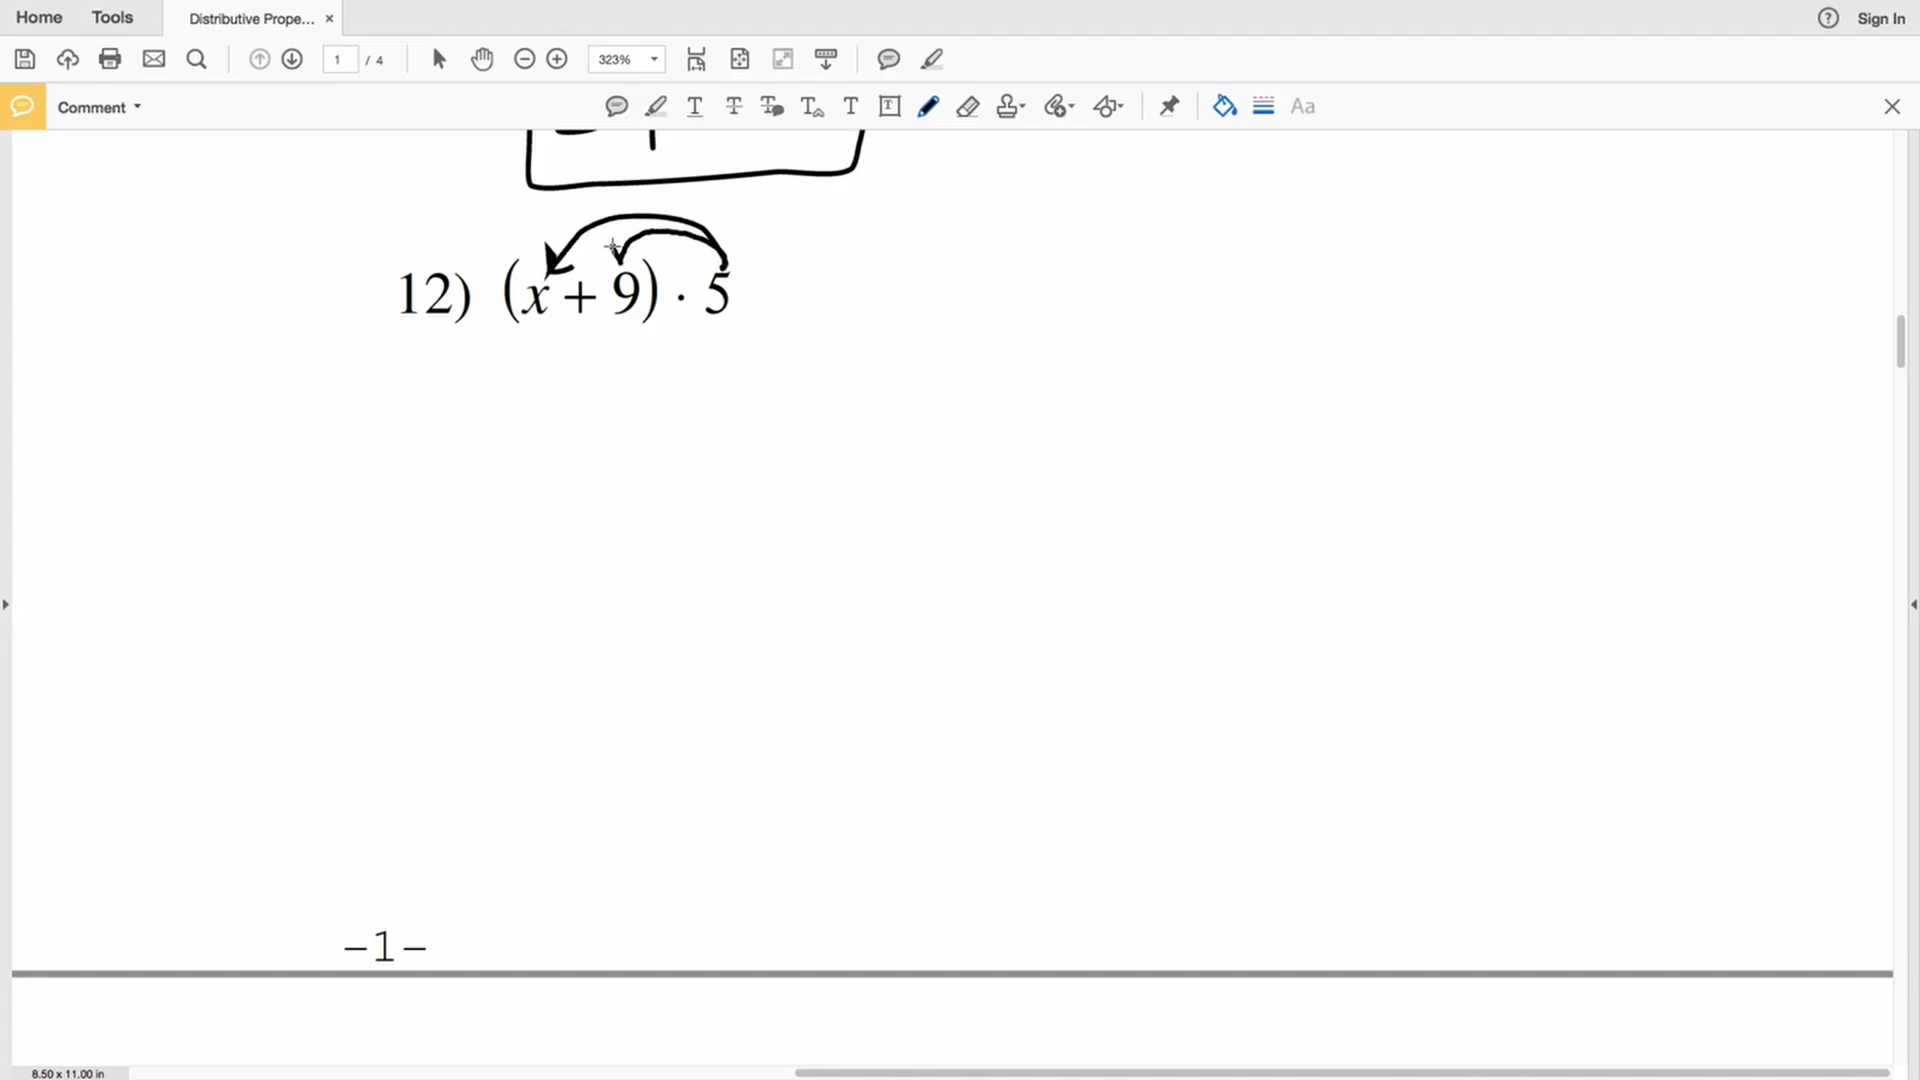 Home Tools Distributive Prope... × Sign In
1 / 4 323%
Comment T T T T T T Aa
12) (x + 9) · 5
-1-
8.50 x 11.00 in